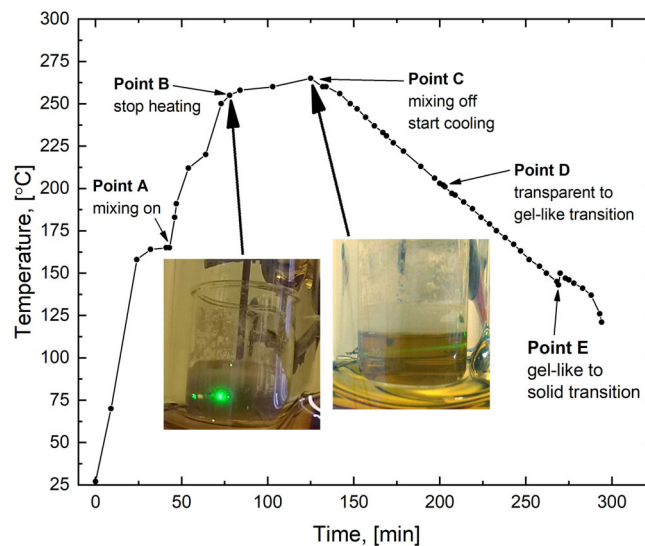 300
275
250
225
200
175
150
125
100
75
50
25
Temperature, [°C]
Point B
stop heating
Point A
mixing on
Point C
mixing off
start cooling
Point D
transparent to
gel-like transition
Point E
gel-like to
solid transition
0 50 100 150 200 250 300
Time, [min]